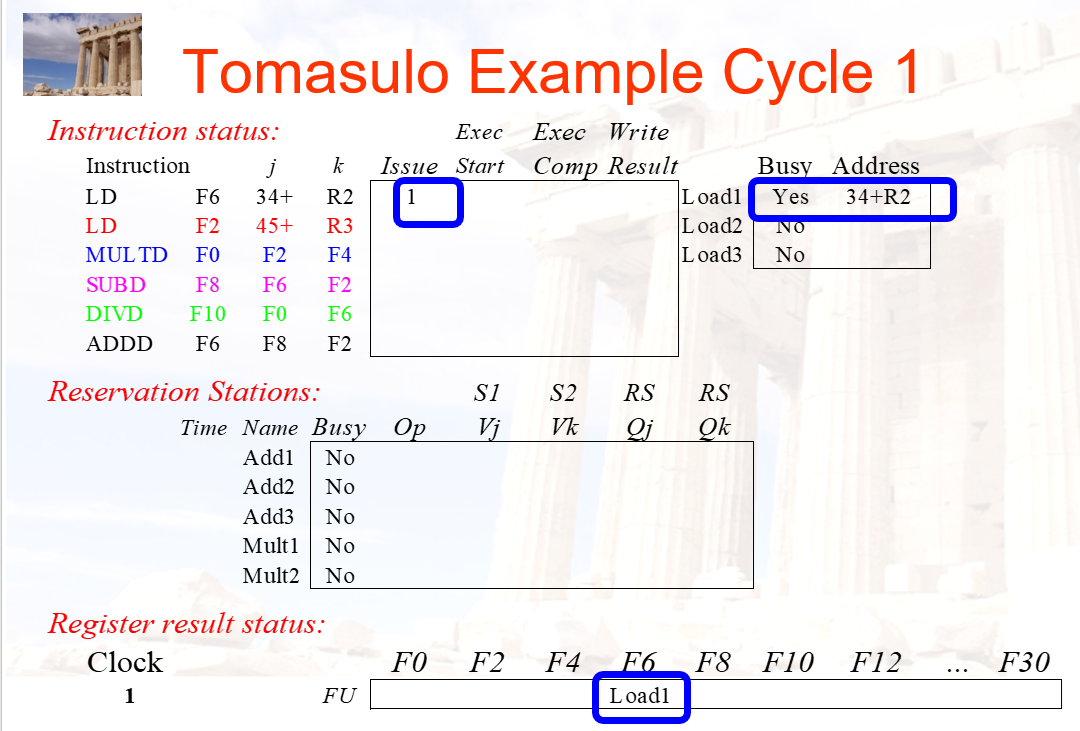 Tomasulo Example Cycle 1
Instruction status: Exec Exec Write
Instruction j k Issue Start Comp Result Busy Address
LD F6 34+ R2 1 Load1 Yes 34+R2
LD F2 45+ R3 Load2 No
MULTD F0 F2 F4 Load3 No
SUBD F8 F6 F2
DIVD F10 F0 F6
ADDD F6 F8 F2
Reservation Stations: S1 S2 RS RS
Time Name Busy Op Vj Vk Qj Qk
Add1 No
Add2 No
Add3 No
Mult1 No
Mult2 No
Register result status:
Clock F0 F2 F4 F6 F8 F10 F12 ... F30
1 FU Load1